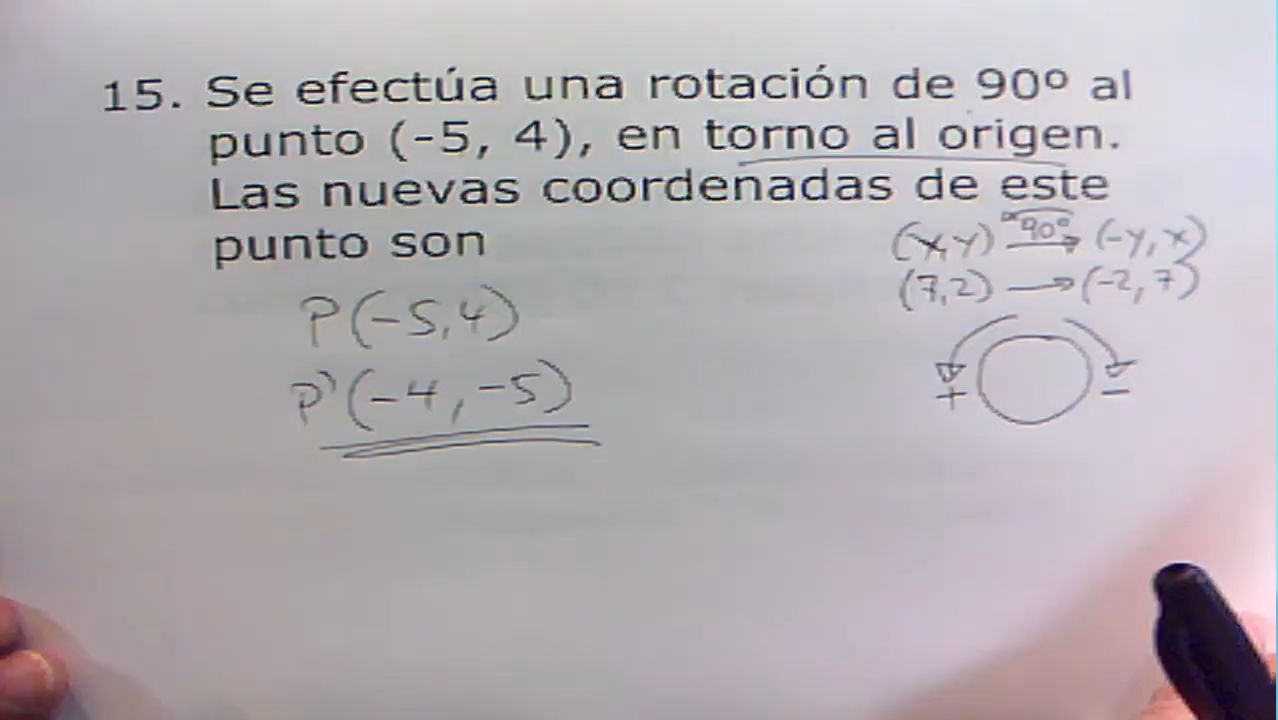 15. Se efectúa una rotación de 90º al
punto (-5, 4), en torno al origen.
Las nuevas coordenadas de este
punto son
(x,y) 90° → (-y, x)
(7,2) → (-2, 7)
P(-5,4)
P'(-4,-5)
+ -